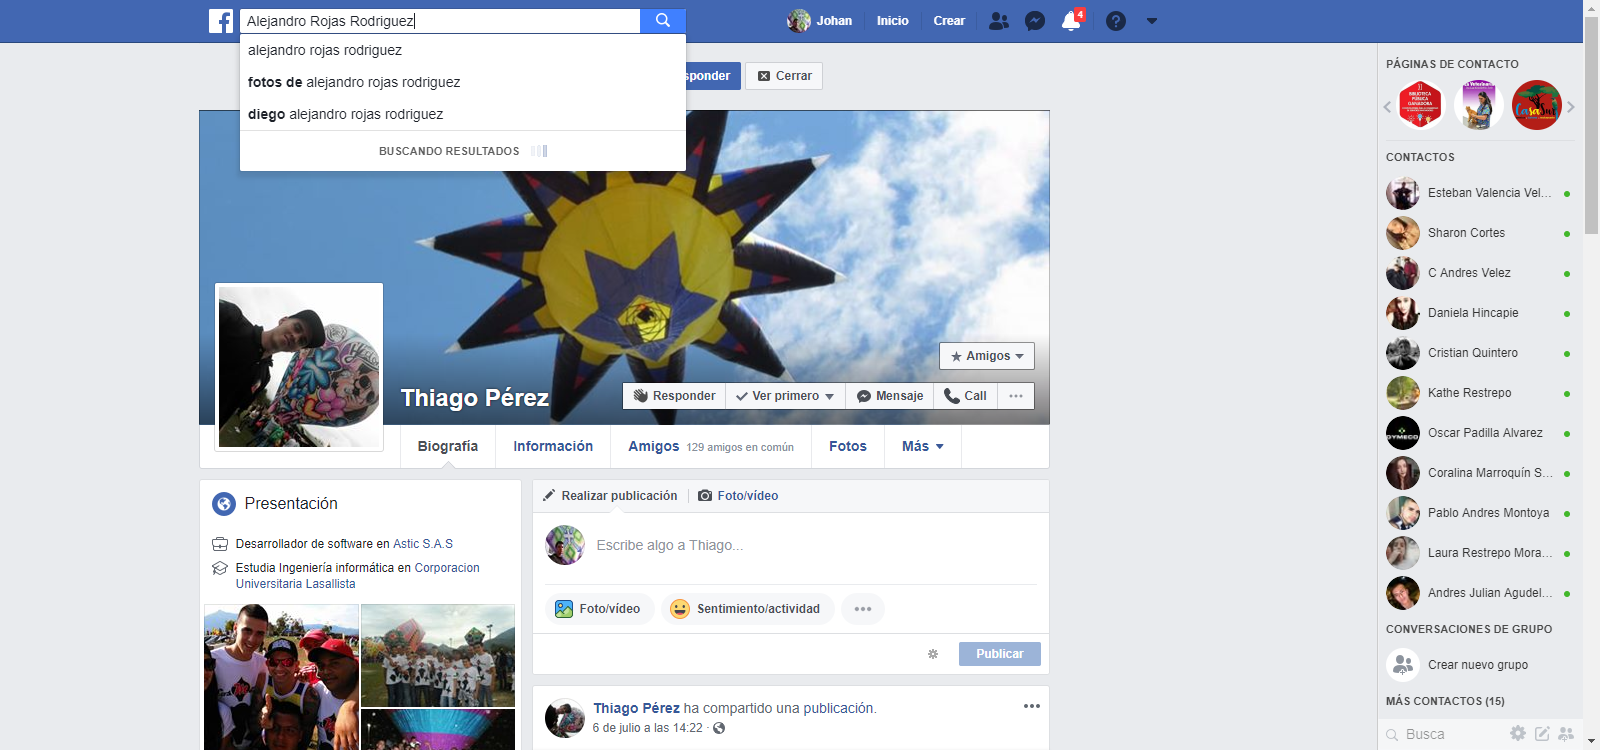 Alejandro Rojas Rodriguez
Johan
Inicio
Crear
4
alejandro rojas rodriguez
fotos de alejandro rojas rodriguez
diego alejandro rojas rodriguez
BUSCANDO RESULTADOS
sponder
Cerrar
Amigos
Thiago Pérez
Responder
Ver primero
Mensaje
Call
Biografía
Información
Amigos 129 amigos en común
Fotos
Más
Presentación
Desarrollador de software en Astic S.A.S
Estudia Ingeniería informática en Corporacion
Universitaria Lasallista
Realizar publicación
Foto/vídeo
Escribe algo a Thiago...
Foto/vídeo
Sentimiento/actividad
Publicar
Thiago Pérez ha compartido una publicación.
6 de julio a las 14:22 ·
PÁGINAS DE CONTACTO
BIBLIOTECA
PÚBLICA
GANADORA
CasaSur
CONTACTOS
Esteban Valencia Vel...
Sharon Cortes
C Andres Velez
Daniela Hincapie
Cristian Quintero
Kathe Restrepo
GYMECO
Oscar Padilla Alvarez
Coralina Marroquín S...
Pablo Andres Montoya
Laura Restrepo Mora...
Andres Julian Agudel...
CONVERSACIONES DE GRUPO
Crear nuevo grupo
MÁS CONTACTOS (15)
Busca